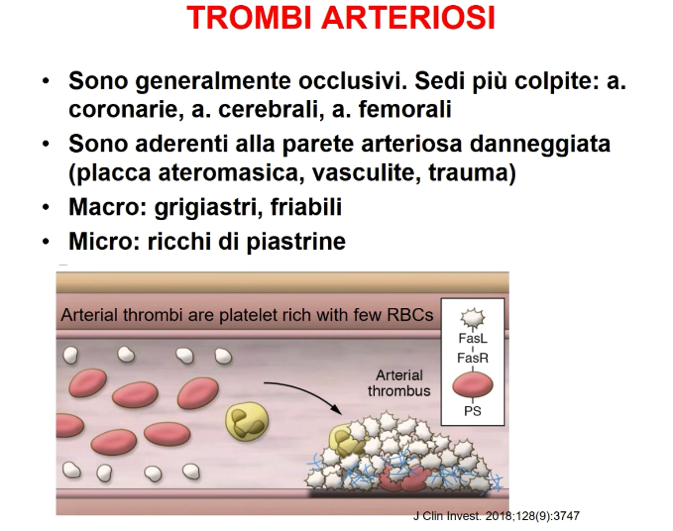 TROMBI ARTERIOSI
• Sono generalmente occlusivi. Sedi più colpite: a.
coronarie, a. cerebrali, a. femorali
• Sono aderenti alla parete arteriosa danneggiata
(placca ateromasica, vasculite, trauma)
• Macro: grigiastri, friabili
• Micro: ricchi di piastrine
Arterial thrombi are platelet rich with few RBCs
FasL
FasR
PS
Arterial
thrombus
J Clin Invest. 2018;128(9):3747